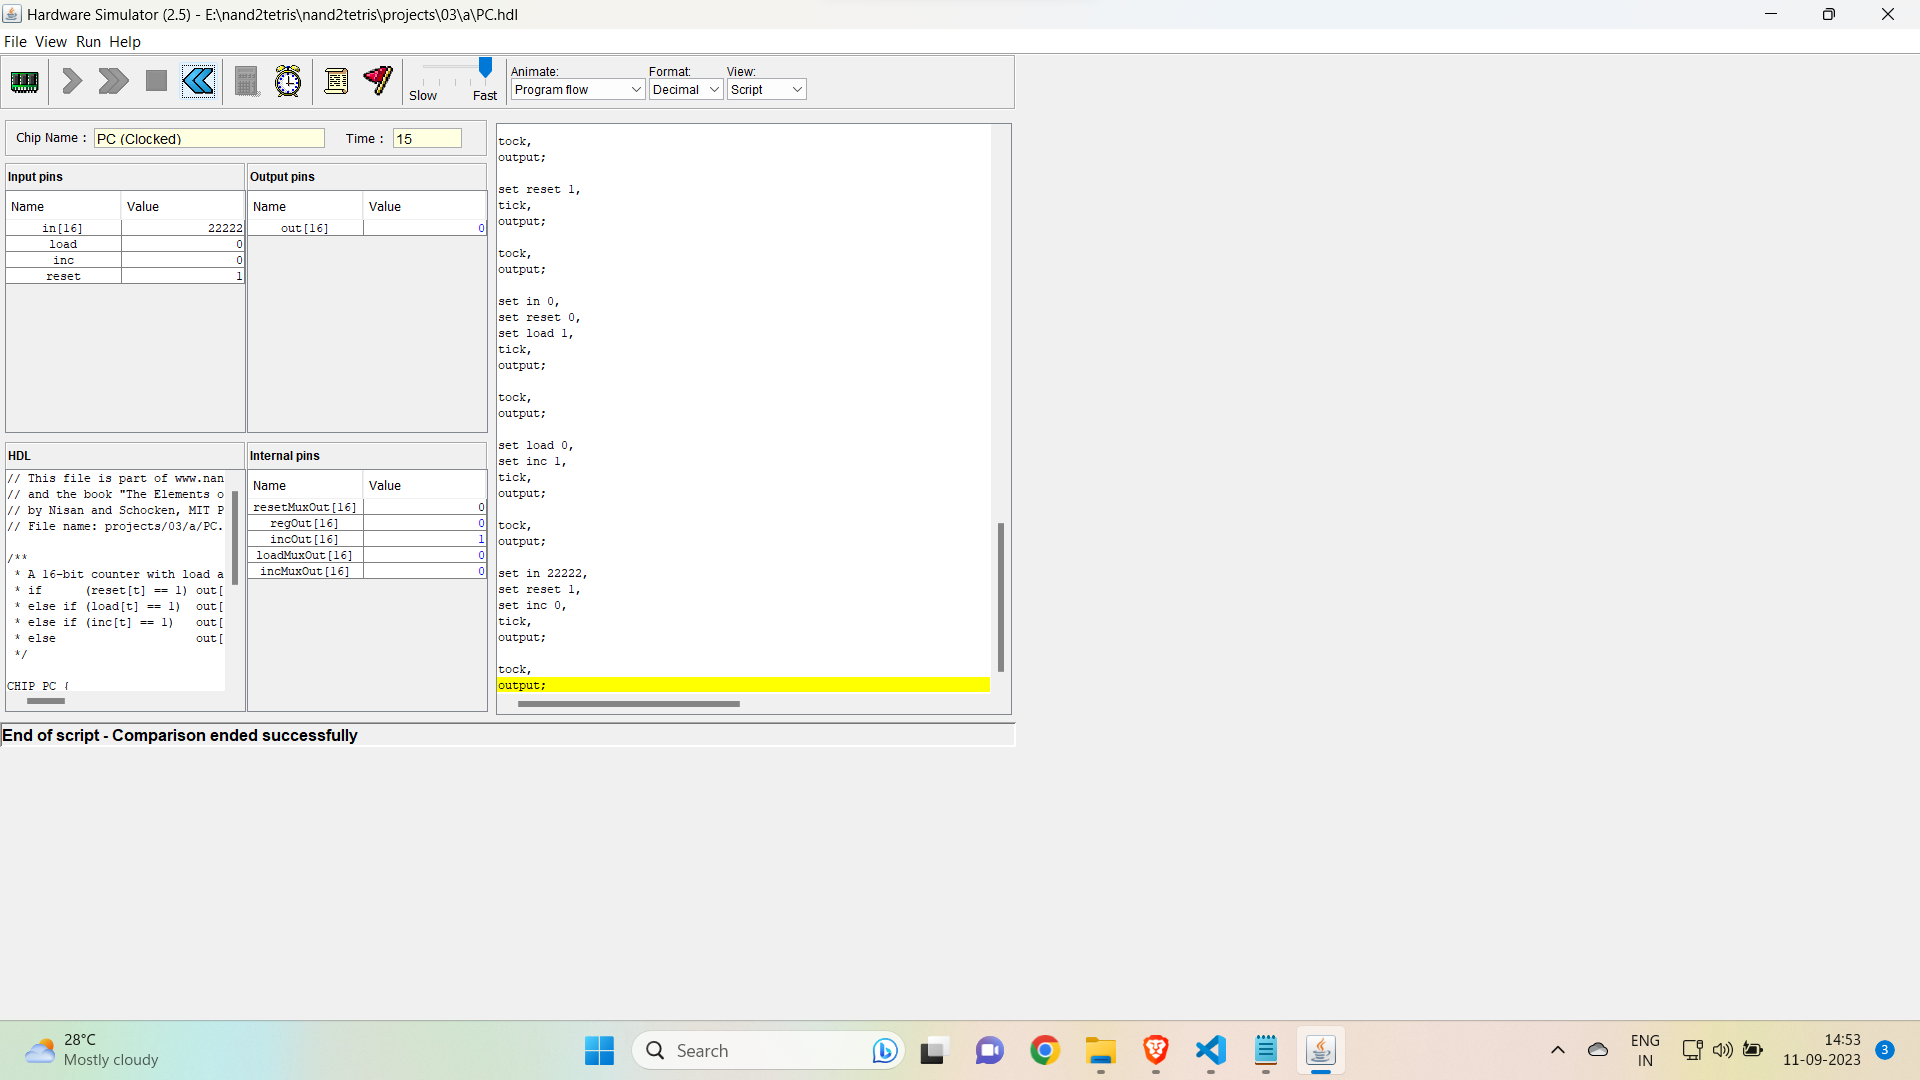 Hardware Simulator (2.5) - E:\nand2tetris\nand2tetris\projects\03\a\PC.hdl
File View Run Help
Slow Fast
Animate: Format: View:
Program flow Decimal Script
Chip Name : PC (Clocked) Time : 15
Input pins
Name Value
in[16] 22222
load 0
inc 0
reset 1
Output pins
Name Value
out[16] 0
HDL
// This file is part of www.nan
// and the book "The Elements o
// by Nisan and Schocken, MIT P
// File name: projects/03/a/PC.
/**
* A 16-bit counter with load a
* if (reset[t] == 1) out[
* else if (load[t] == 1) out[
* else if (inc[t] == 1) out[
* else out[
*/
CHIP PC {
Internal pins
Name Value
resetMuxOut[16] 0
regOut[16] 0
incOut[16] 1
loadMuxOut[16] 0
incMuxOut[16] 0
tock,
output;
set reset 1,
tick,
output;
tock,
output;
set in 0,
set reset 0,
set load 1,
tick,
output;
tock,
output;
set load 0,
set inc 1,
tick,
output;
tock,
output;
set in 22222,
set reset 1,
set inc 0,
tick,
output;
tock,
output;
End of script - Comparison ended successfully
28°C
Mostly cloudy
Search
ENG
IN
14:53
11-09-2023
3